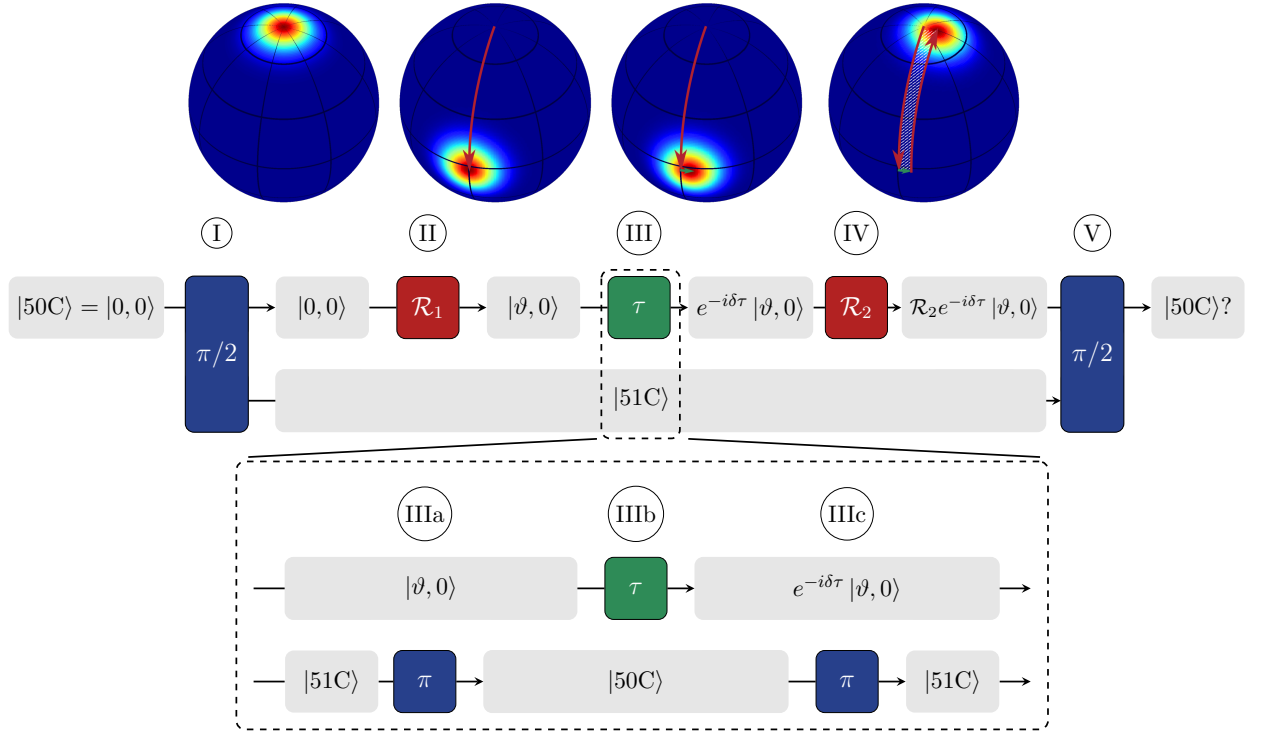 I II III IV V
|50C⟩ = |0, 0⟩ |0, 0⟩ ℛ₁ |ϑ, 0⟩ τ e^{−iδτ} |ϑ, 0⟩ ℛ₂ ℛ₂e^{−iδτ} |ϑ, 0⟩ |50C⟩?
π/2 π/2
|51C⟩
IIIa IIIb IIIc
|ϑ, 0⟩ τ e^{−iδτ} |ϑ, 0⟩
|51C⟩ π |50C⟩ π |51C⟩